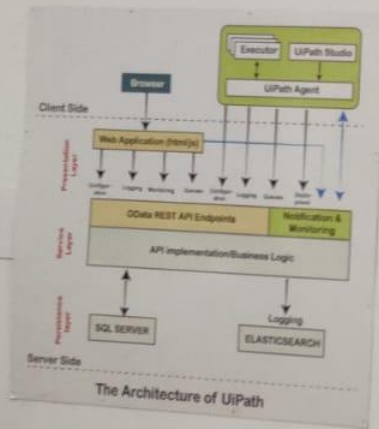 Executor
UiPath Studio
UiPath Agent
Browser
Client Side
Web Application (html/js)
Presentation
Layer
Logging
Monitoring
Queues
Logging
Queues
OData REST API Endpoints
Notification &
Monitoring
Service
Layer
API implementation/Business Logic
Persistence
layer
SQL SERVER
Logging
ELASTICSEARCH
Server Side
The Architecture of UiPath